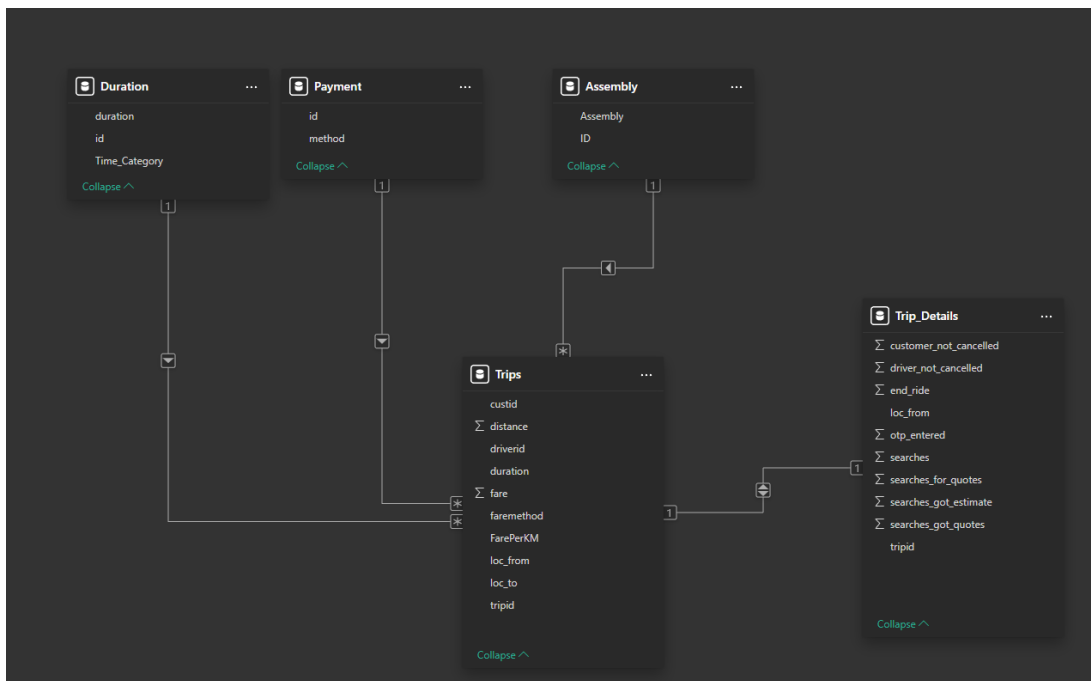 Duration
...
duration
id
Time_Category
Collapse
Payment
...
id
method
Collapse
Assembly
...
Assembly
ID
Collapse
1
1
1
*
*
*
Trips
...
custid
Σ distance
driverid
duration
Σ fare
faremethod
FarePerKM
loc_from
loc_to
tripid
Collapse
1
1
Trip_Details
...
Σ customer_not_cancelled
Σ driver_not_cancelled
Σ end_ride
loc_from
Σ otp_entered
Σ searches
Σ searches_for_quotes
Σ searches_got_estimate
Σ searches_got_quotes
tripid
Collapse